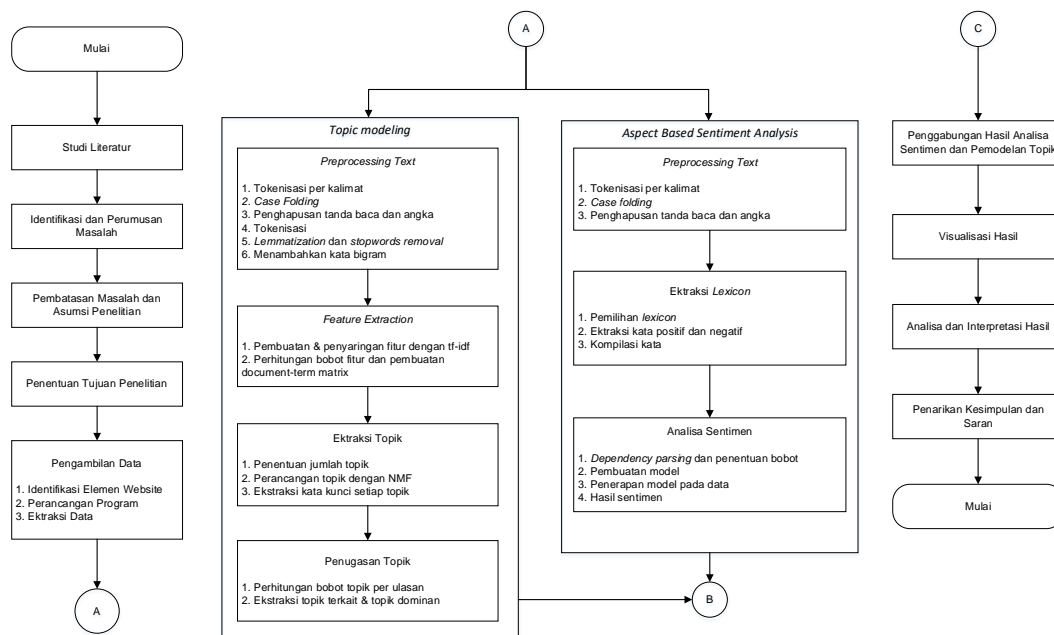 Mulai
Studi Literatur
Identifikasi dan Perumusan
Masalah
Pembatasan Masalah dan
Asumsi Penelitian
Penentuan Tujuan Penelitian
Pengambilan Data
1. Identifikasi Elemen Website
2. Perancangan Program
3. Ektraksi Data
A
A
Topic modeling
Preprocessing Text
1. Tokenisasi per kalimat
2. Case Folding
3. Penghapusan tanda baca dan angka
4. Tokenisasi
5. Lemmatization dan stopwords removal
6. Menambahkan kata bigram
Feature Extraction
1. Pembuatan & penyaringan fitur dengan tf-idf
2. Perhitungan bobot fitur dan pembuatan
document-term matrix
Ektraksi Topik
1. Penentuan jumlah topik
2. Perancangan topik dengan NMF
3. Ekstraksi kata kunci setiap topik
Penugasan Topik
1. Perhitungan bobot topik per ulasan
2. Ekstraksi topik terkait & topik dominan
Aspect Based Sentiment Analysis
Preprocessing Text
1. Tokenisasi per kalimat
2. Case folding
3. Penghapusan tanda baca dan angka
Ektraksi Lexicon
1. Pemilihan lexicon
2. Ektraksi kata positif dan negatif
3. Kompilasi kata
Analisa Sentimen
1. Dependency parsing dan penentuan bobot
2. Pembuatan model
3. Penerapan model pada data
4. Hasil sentimen
B
C
Penggabungan Hasil Analisa
Sentimen dan Pemodelan Topik
Visualisasi Hasil
Analisa dan Interpretasi Hasil
Penarikan Kesimpulan dan
Saran
Mulai